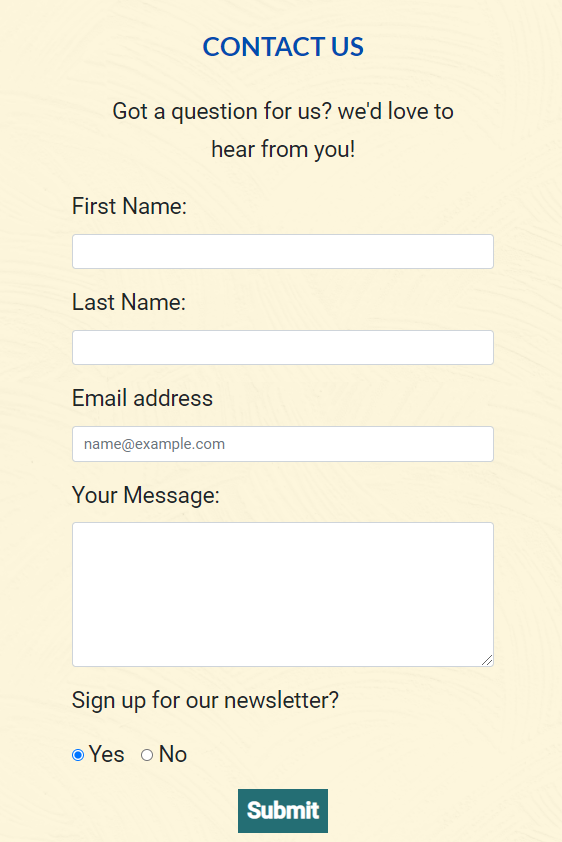 CONTACT US
Got a question for us? we'd love to
hear from you!
First Name:
Last Name:
Email address
name@example.com
Your Message:
Sign up for our newsletter?
Yes No
Submit